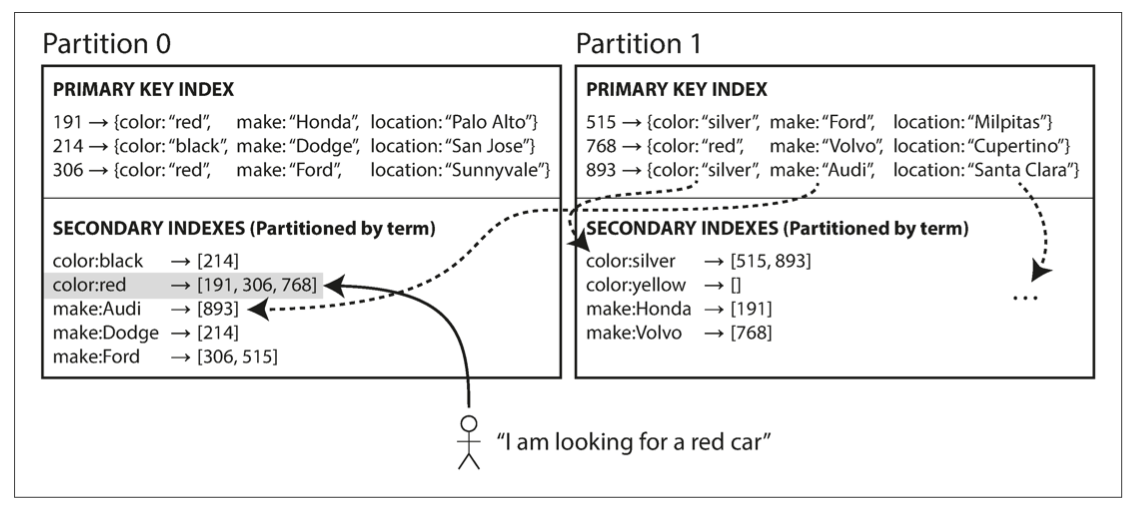 Partition 0
PRIMARY KEY INDEX
191 → {color: “red”, make: “Honda”, location: “Palo Alto”}
214 → {color: “black”, make: “Dodge”, location: “San Jose”}
306 → {color: “red”, make: “Ford”, location: “Sunnyvale”}
SECONDARY INDEXES (Partitioned by term)
color:black → [214]
color:red → [191, 306, 768]
make:Audi → [893]
make:Dodge → [214]
make:Ford → [306, 515]
Partition 1
PRIMARY KEY INDEX
515 → {color: “silver”, make: “Ford”, location: “Milpitas”}
768 → {color: “red”, make: “Volvo”, location: “Cupertino”}
893 → {color: “silver”, make: “Audi”, location: “Santa Clara”}
SECONDARY INDEXES (Partitioned by term)
color:silver → [515, 893]
color:yellow → []
make:Honda → [191]
make:Volvo → [768]
...
“I am looking for a red car”